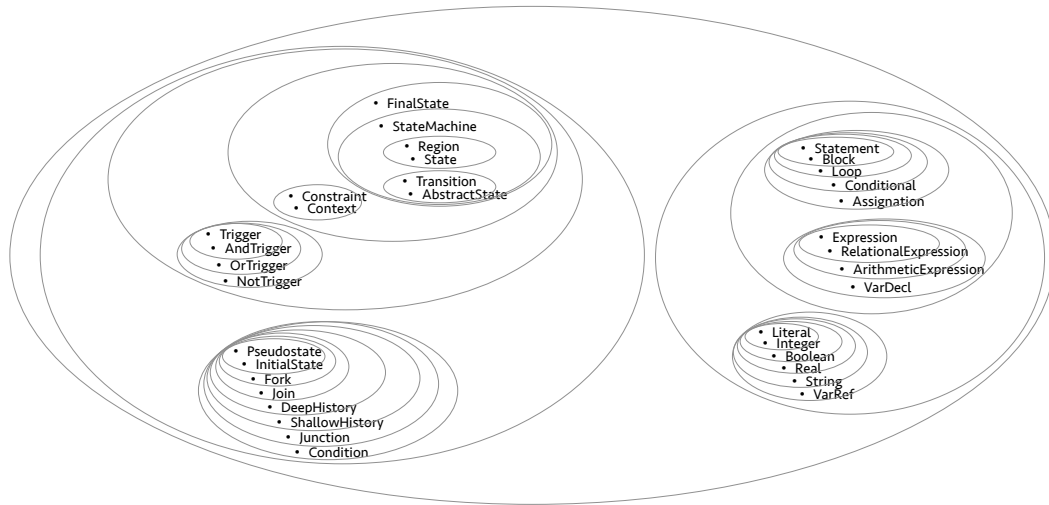 FinalState
StateMachine
Region
State
Transition
AbstractState
Constraint
Context
Trigger
AndTrigger
OrTrigger
NotTrigger
Pseudostate
InitialState
Fork
Join
DeepHistory
ShallowHistory
Junction
Condition
Statement
Block
Loop
Conditional
Assignation
Expression
RelationalExpression
ArithmeticExpression
VarDecl
Literal
Integer
Boolean
Real
String
VarRef